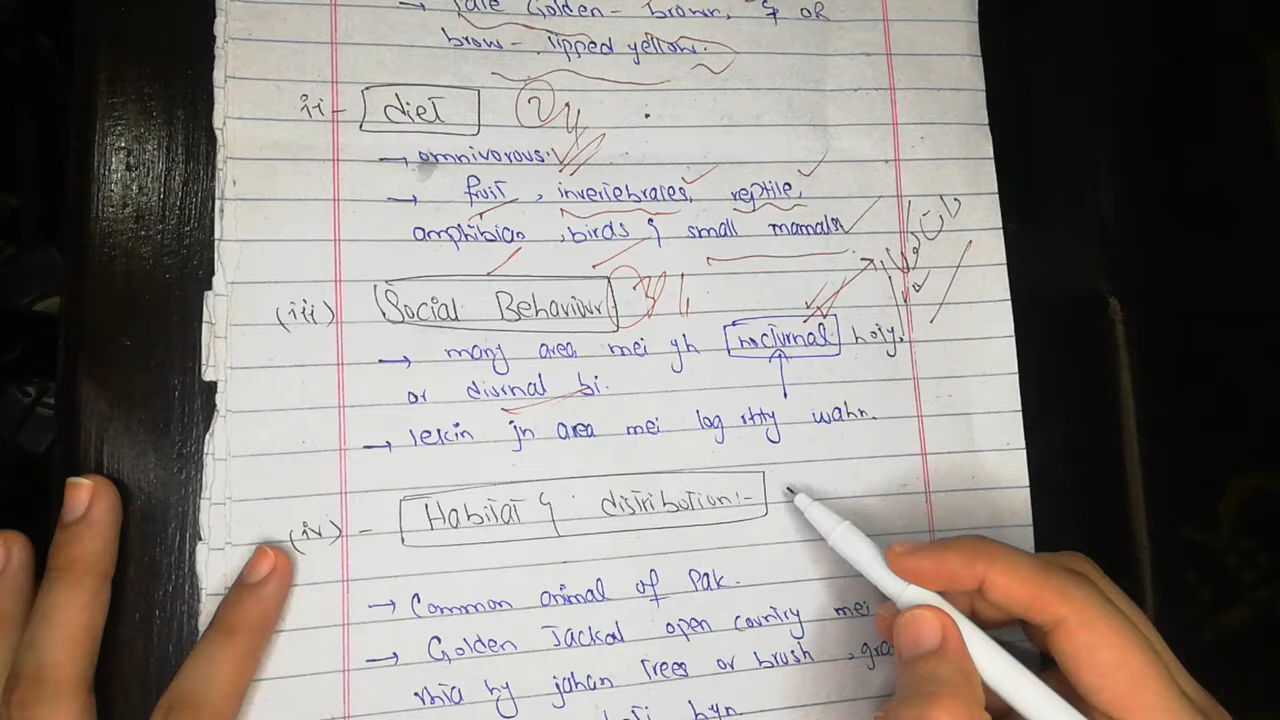 → Pale Golden - brown, & OR
brow - tipped yellow.
ii - diet
→ omnivorous.
→ fruit, invertebrates, reptile,
amphibian, birds & small mamals
(iii) Social Behaviour
→ many area mei yh nocturnal hoty,
or diurnal bi.
→ lekin jn area mei log rhty wahn.
(iv) - Habitat & distribution:-
→ Common animal of Pak.
→ Golden Jackal open country mei
rhta hy jahan trees or brush, gra
hyn.